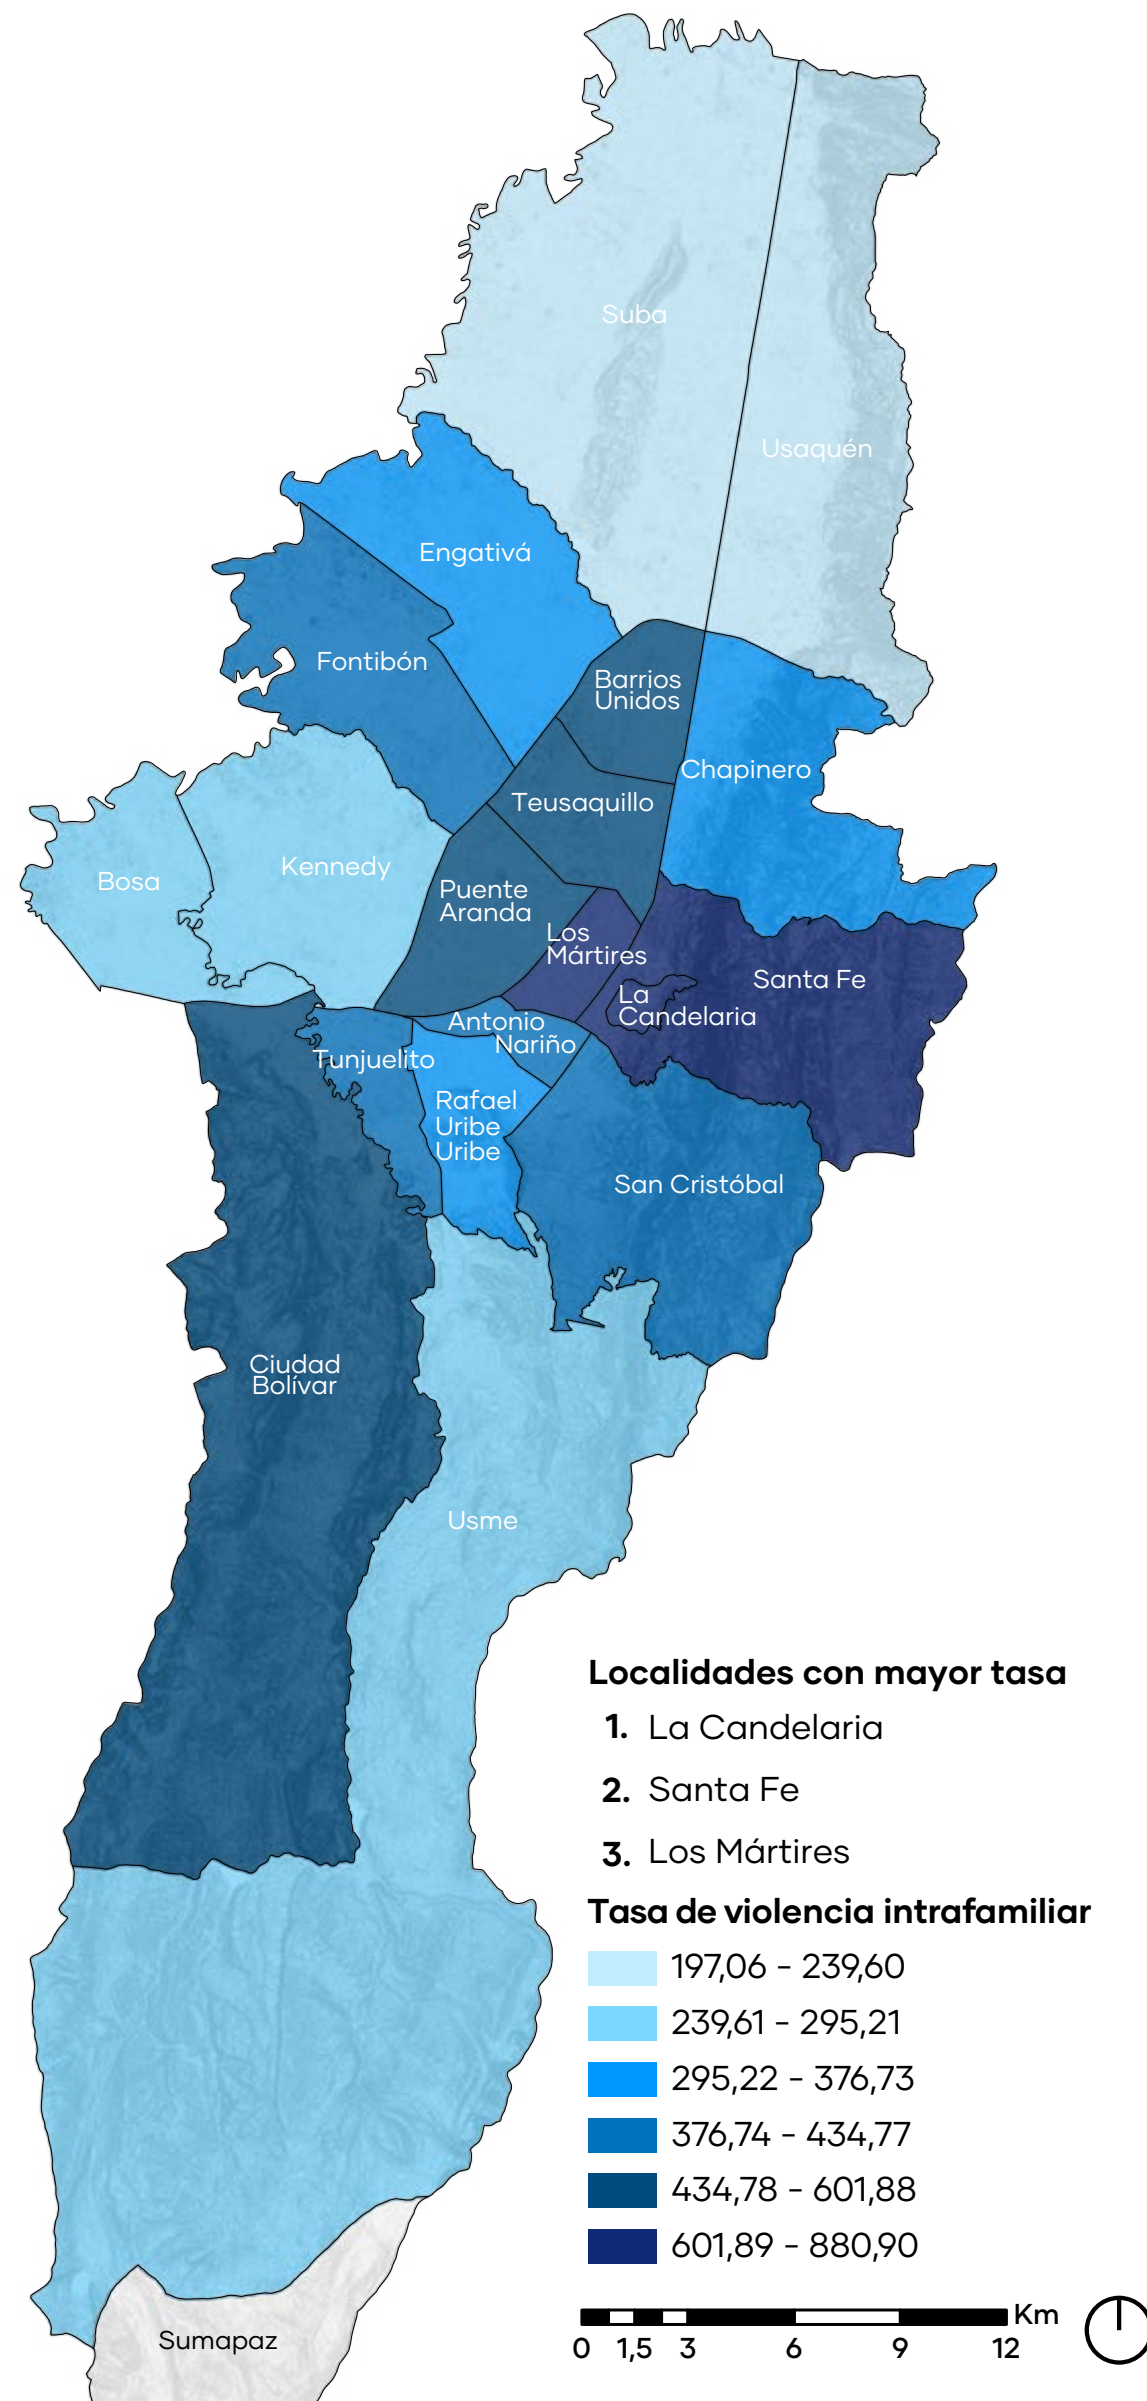 Suba
Usaquén
Engativá
Fontibón
Barrios
Unidos
Chapinero
Teusaquillo
Kennedy
Bosa
Puente
Aranda
Los
Mártires
Santa Fe
La
Candelaria
Antonio
Nariño
Tunjuelito
Rafael
Uribe
Uribe
San Cristóbal
Ciudad
Bolívar
Usme
Sumapaz
Localidades con mayor tasa
1. La Candelaria
2. Santa Fe
3. Los Mártires
Tasa de violencia intrafamiliar
197,06 - 239,60
239,61 - 295,21
295,22 - 376,73
376,74 - 434,77
434,78 - 601,88
601,89 - 880,90
Km
0 1,5 3 6 9 12